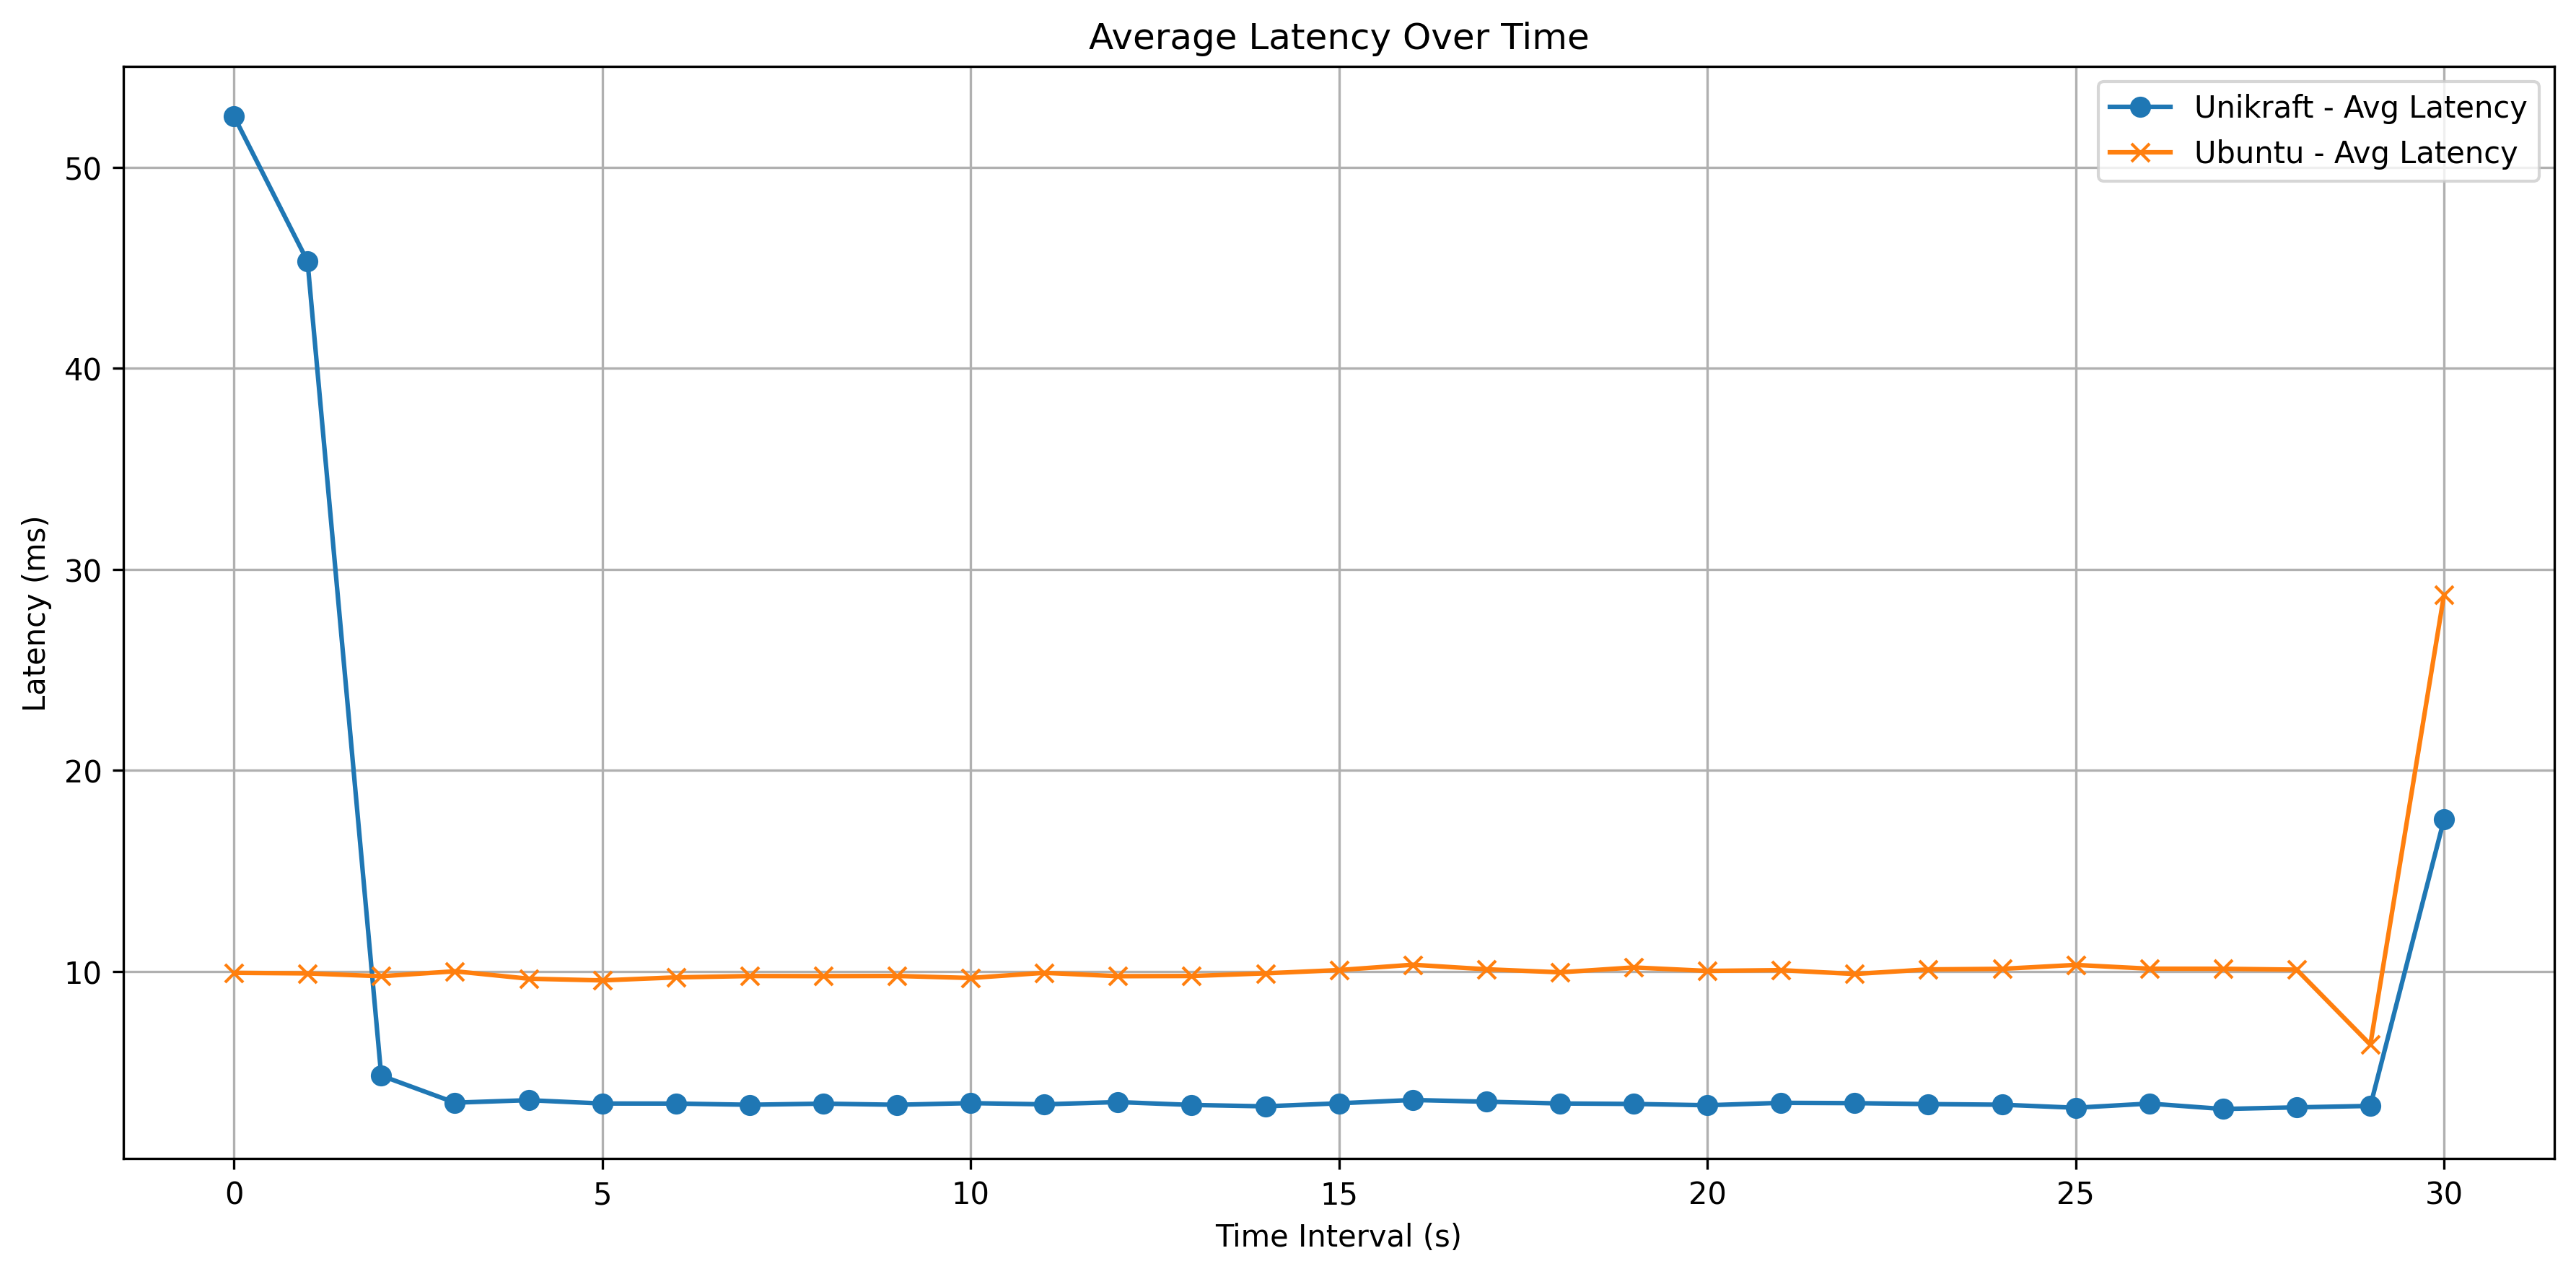 Average Latency Over Time
Unikraft - Avg Latency
Ubuntu - Avg Latency
Latency (ms)
50
40
30
20
10
0 5 10 15 20 25 30
Time Interval (s)